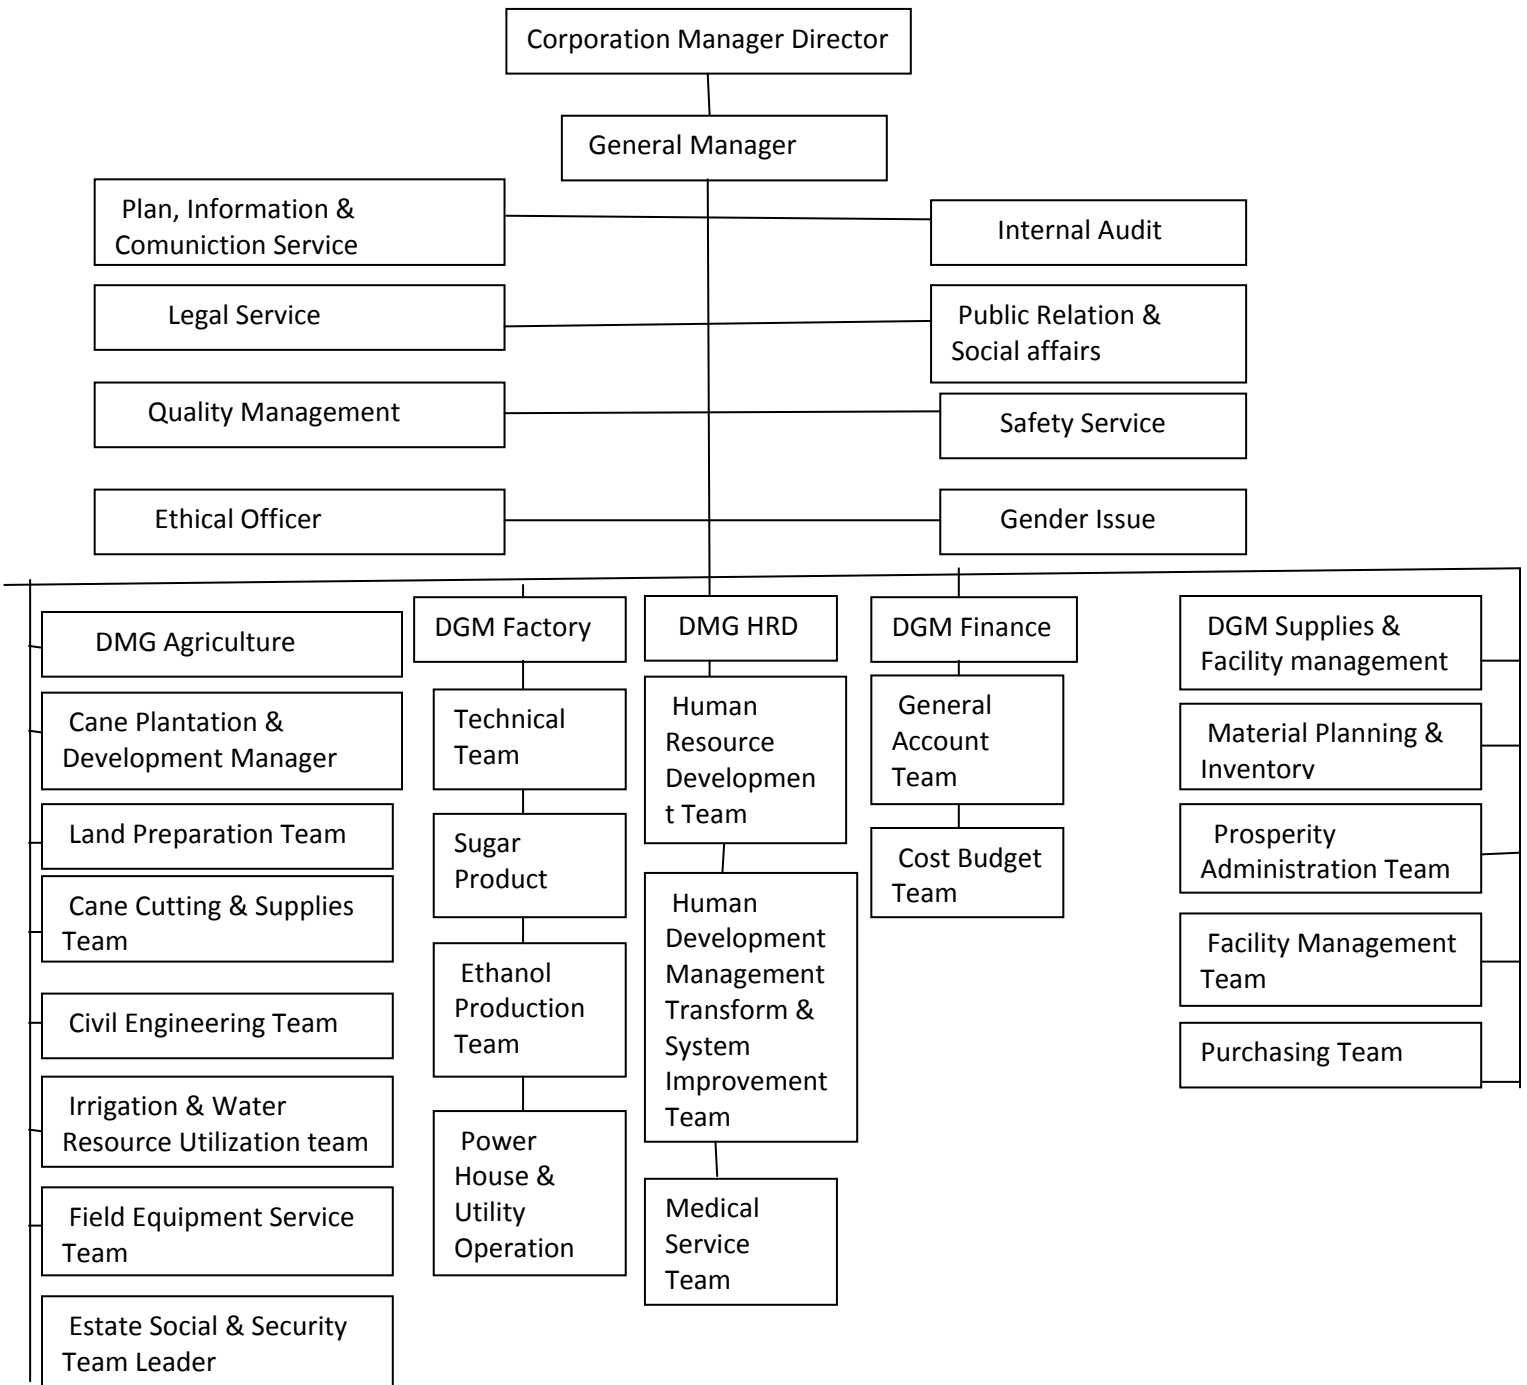 Corporation Manager Director
General Manager
Plan, Information &
Comuniction Service
Internal Audit
Legal Service
Public Relation &
Social affairs
Quality Management
Safety Service
Ethical Officer
Gender Issue
DMG Agriculture
Cane Plantation &
Development Manager
Land Preparation Team
Cane Cutting & Supplies
Team
Civil Engineering Team
Irrigation & Water
Resource Utilization team
Field Equipment Service
Team
Estate Social & Security
Team Leader
DGM Factory
Technical
Team
Sugar
Product
Ethanol
Production
Team
Power
House &
Utility
Operation
DMG HRD
Human
Resource
Developmen
t Team
Human
Development
Management
Transform &
System
Improvement
Team
Medical
Service
Team
DGM Finance
General
Account
Team
Cost Budget
Team
DGM Supplies &
Facility management
Material Planning &
Inventory
Prosperity
Administration Team
Facility Management
Team
Purchasing Team